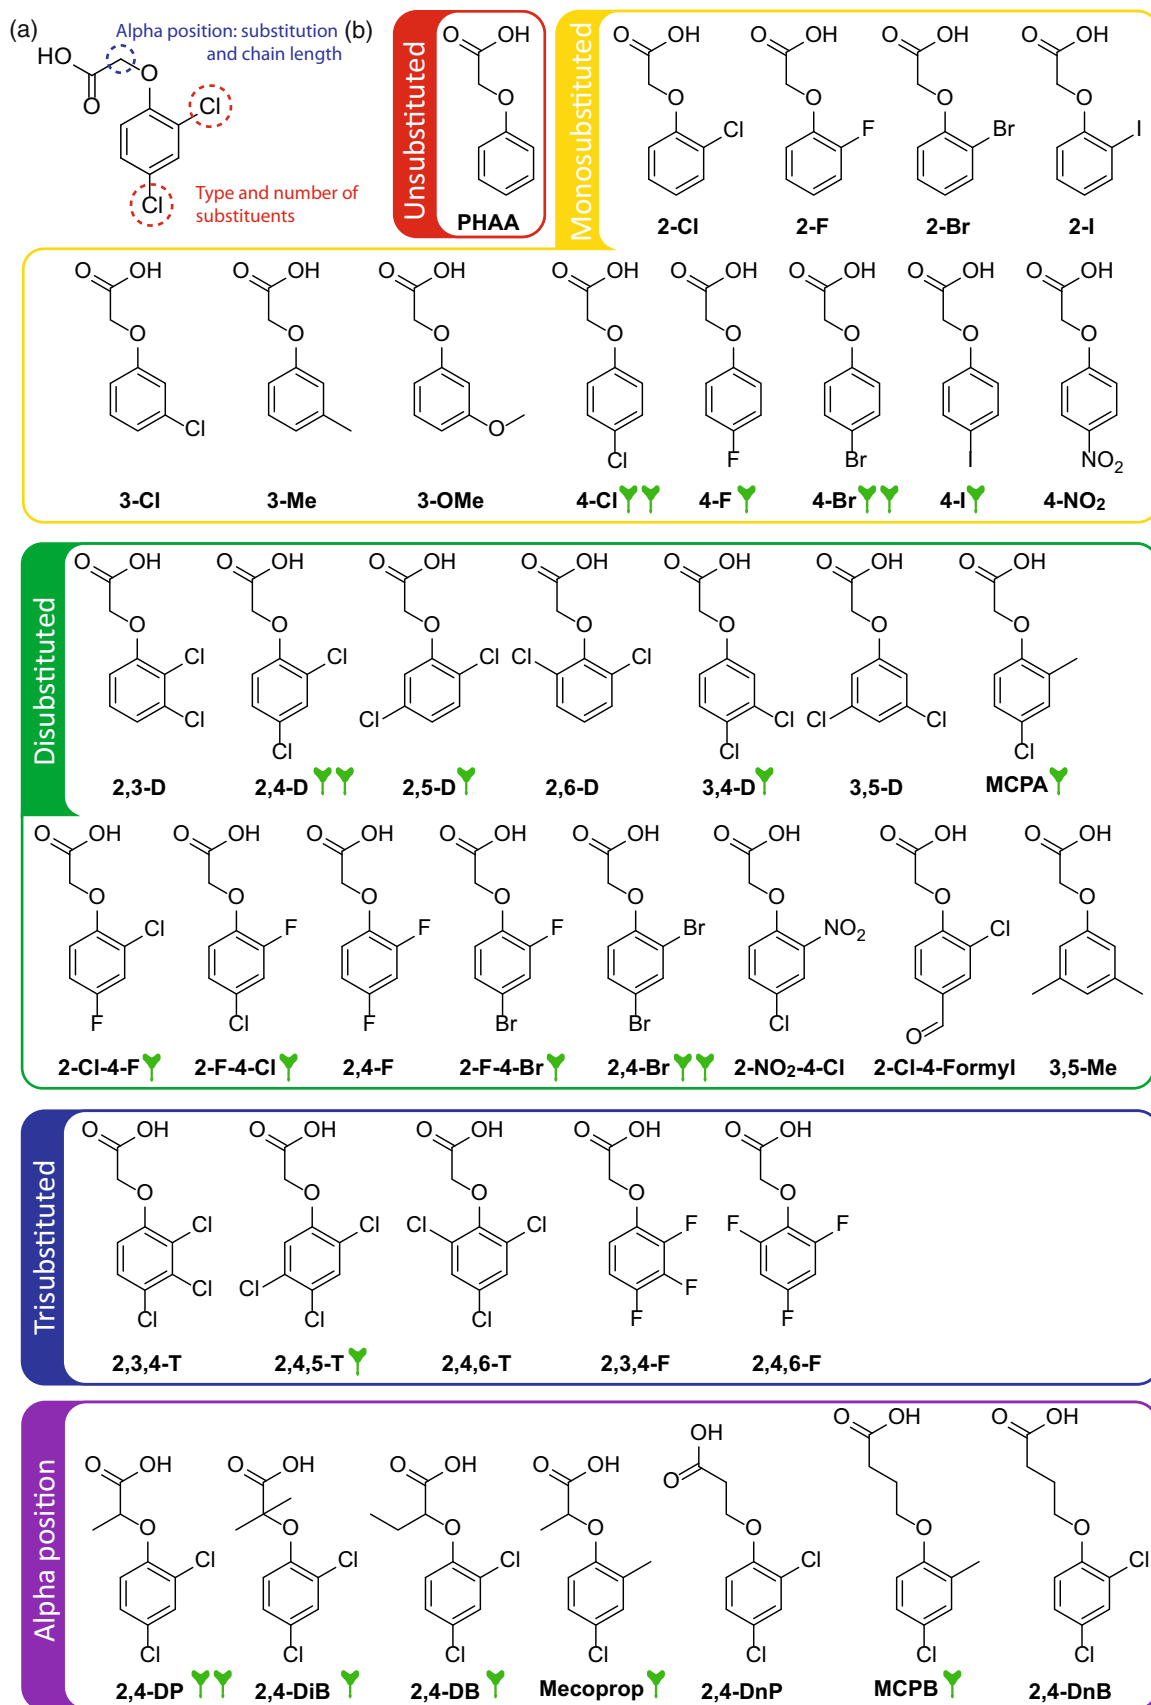 (a)
Alpha position: substitution
and chain length
HO
O
O
Cl
Cl
Type and number of
substituents
(b)
Unsubstituted
O
OH
O
PHAA
Monosubstituted
O OH O OH O OH O OH
O O O O
Cl F Br I
2-Cl 2-F 2-Br 2-I
O OH O OH O OH O OH O OH O OH O OH O OH
O O O O O O O O
Cl O Cl F Br I NO2
3-Cl 3-Me 3-OMe 4-Cl 4-F 4-Br 4-I 4-NO2
Disubstituted
O OH O OH O OH O OH O OH O OH O OH
O O O O O O O
Cl Cl Cl Cl Cl
Cl Cl Cl Cl Cl Cl Cl Cl
2,3-D 2,4-D 2,5-D 2,6-D 3,4-D 3,5-D MCPA
O OH O OH O OH O OH O OH O OH O OH O OH
O O O O O O O O
Cl F F F Br NO2 Cl
F Cl F Br Br Cl O
2-Cl-4-F 2-F-4-Cl 2,4-F 2-F-4-Br 2,4-Br 2-NO2-4-Cl 2-Cl-4-Formyl 3,5-Me
Trisubstituted
O OH O OH O OH O OH O OH
O O O O O
Cl Cl Cl Cl F F F
Cl Cl F
Cl Cl Cl F F
2,3,4-T 2,4,5-T 2,4,6-T 2,3,4-F 2,4,6-F
Alpha position
O OH O OH O OH O OH OH O O OH O OH
O O O O O O O
Cl Cl Cl Cl Cl
Cl Cl Cl Cl Cl Cl Cl
2,4-DP 2,4-DiB 2,4-DB Mecoprop 2,4-DnP MCPB 2,4-DnB